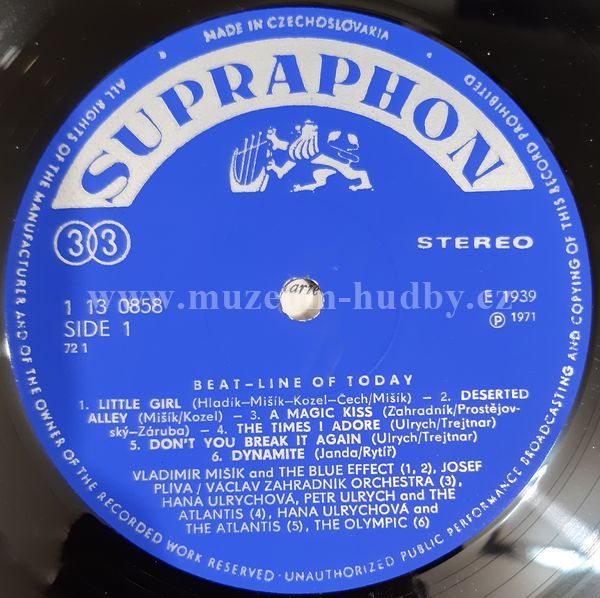 MADE IN CZECHOSLOVAKIA
SUPRAPHON
ALL RIGHTS OF THE MANUFACTURER AND OF THE OWNER OF THE RECORDED WORK RESERVED · UNAUTHORIZED PUBLIC PERFORMANCE BROADCASTING AND COPYING OF THIS RECORD PROHIBITED
33
STEREO
1 13 0858
SIDE 1
72 1
E 1939
Ⓟ 1971
www.muzeum-hudby.cz
BEAT–LINE OF TODAY
1. LITTLE GIRL (Hladík–Mišík–Kozel–Čech/Mišík) – 2. DESERTED
ALLEY (Mišík/Kozel) – 3. A MAGIC KISS (Zahradník/Prostějov-
ský–Záruba) – 4. THE TIMES I ADORE (Ulrych/Trejtnar)
5. DON'T YOU BREAK IT AGAIN (Ulrych/Trejtnar)
6. DYNAMITE (Janda/Rytíř)
VLADIMIR MIŠÍK and THE BLUE EFFECT (1, 2), JOSEF
PLIVA / VÁCLAV ZAHRADNÍK ORCHESTRA (3),
HANA ULRYCHOVÁ, PETR ULRYCH and THE
ATLANTIS (4), HANA ULRYCHOVÁ and
THE ATLANTIS (5), THE OLYMPIC (6)